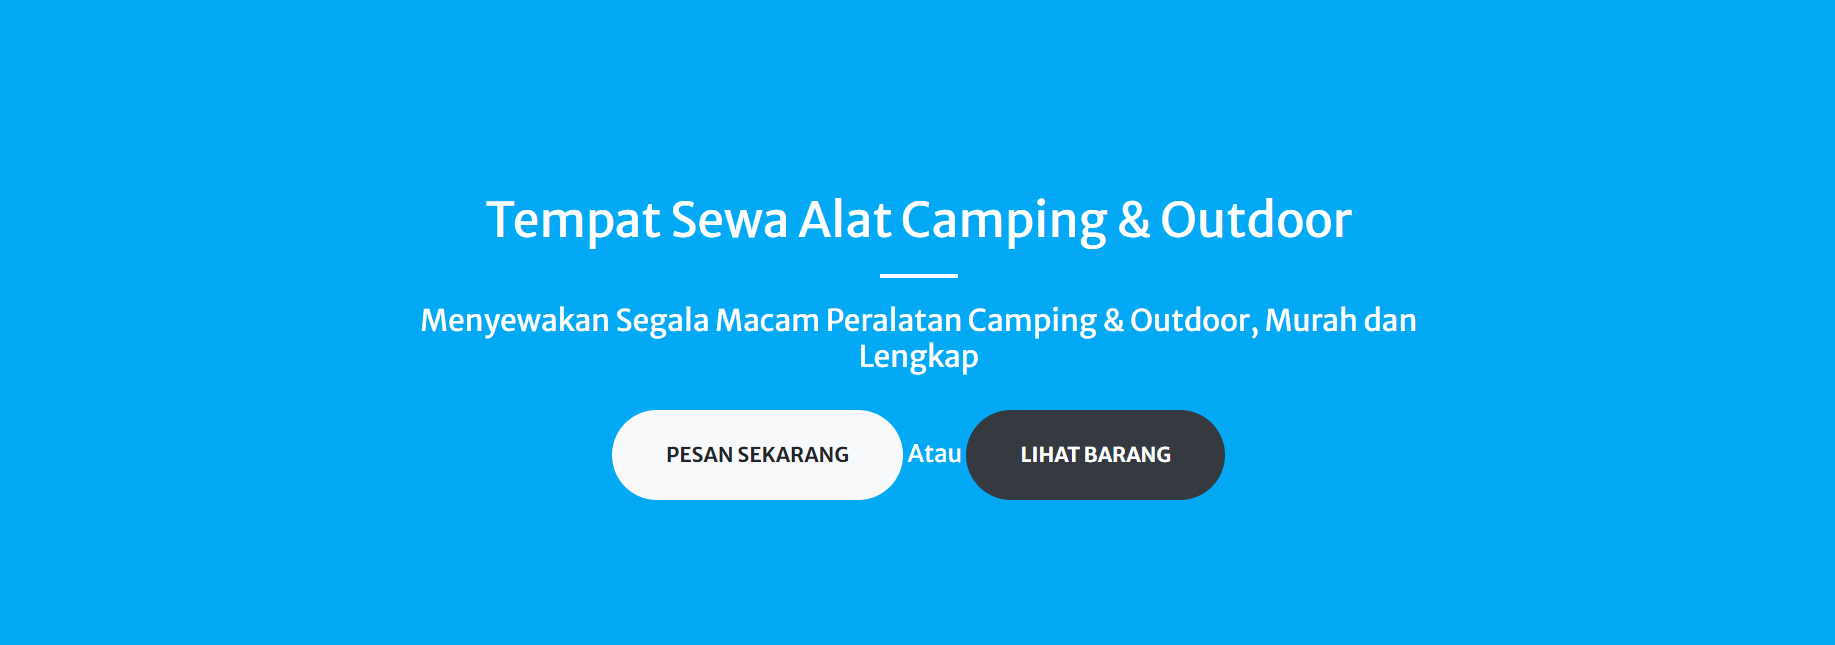 Tempat Sewa Alat Camping & Outdoor
Menyewakan Segala Macam Peralatan Camping & Outdoor, Murah dan
Lengkap
PESAN SEKARANG Atau LIHAT BARANG